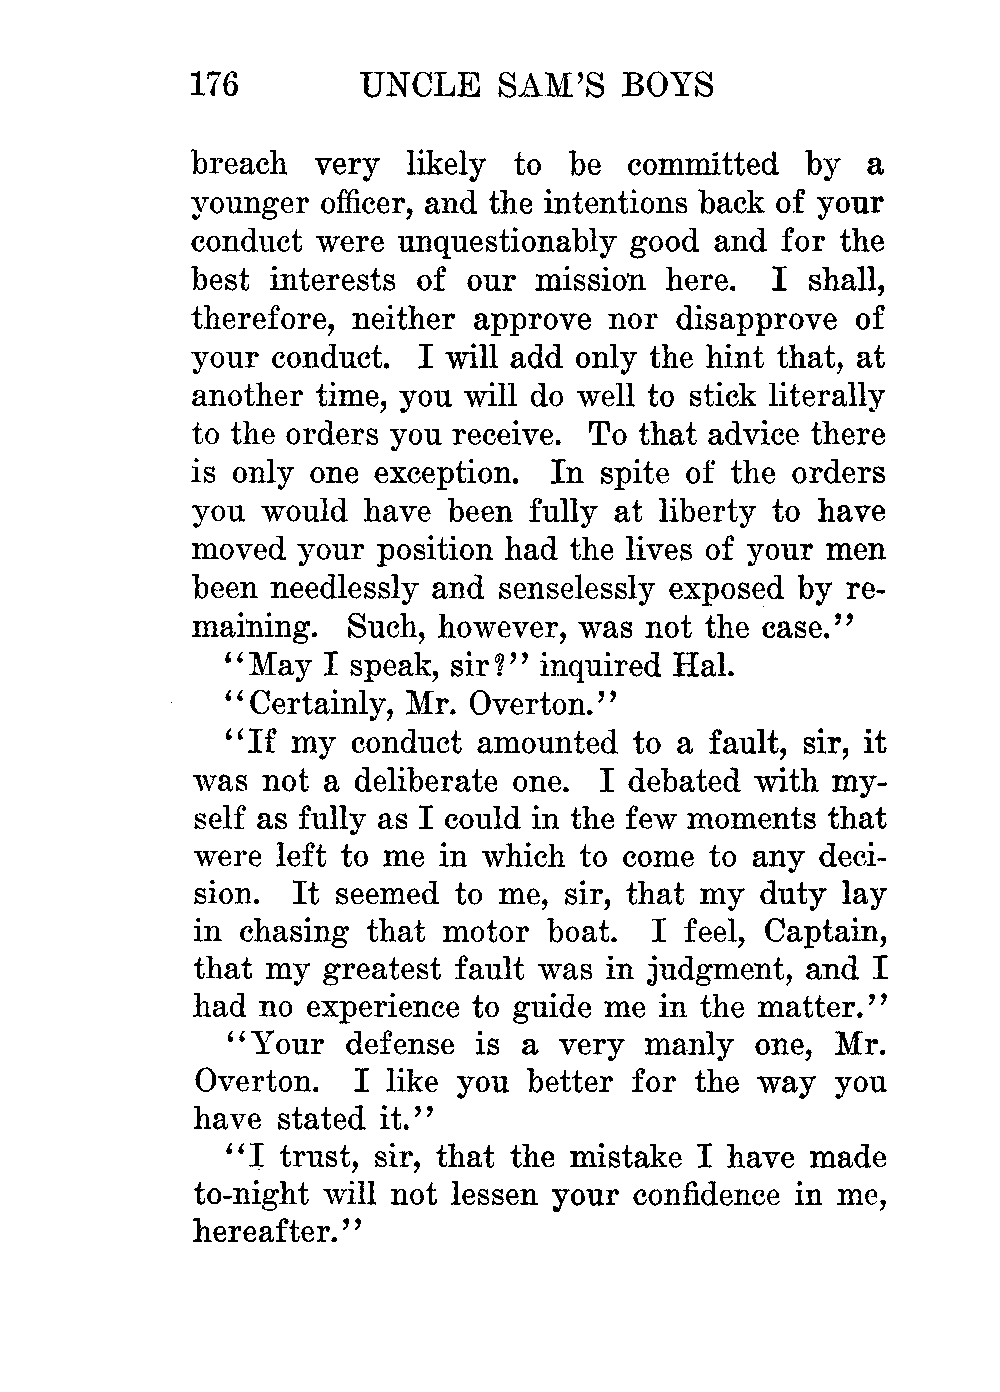 176 UNCLE SAM'S BOYS
breach very likely to be committed by a
younger officer, and the intentions back of your
conduct were unquestionably good and for the
best interests of our mission here. I shall,
therefore, neither approve nor disapprove of
your conduct. I will add only the hint that, at
another time, you will do well to stick literally
to the orders you receive. To that advice there
is only one exception. In spite of the orders
you would have been fully at liberty to have
moved your position had the lives of your men
been needlessly and senselessly exposed by re-
maining. Such, however, was not the case."
"May I speak, sir?" inquired Hal.
"Certainly, Mr. Overton."
"If my conduct amounted to a fault, sir, it
was not a deliberate one. I debated with my-
self as fully as I could in the few moments that
were left to me in which to come to any deci-
sion. It seemed to me, sir, that my duty lay
in chasing that motor boat. I feel, Captain,
that my greatest fault was in judgment, and I
had no experience to guide me in the matter."
"Your defense is a very manly one, Mr.
Overton. I like you better for the way you
have stated it."
"I trust, sir, that the mistake I have made
to-night will not lessen your confidence in me,
hereafter."